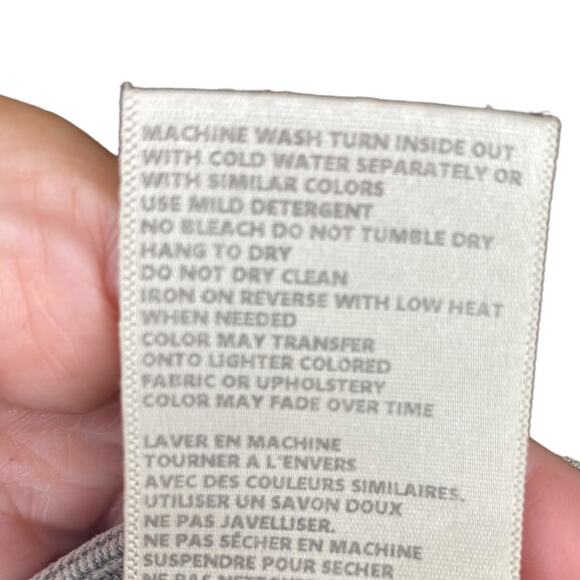 MACHINE WASH TURN INSIDE OUT
WITH COLD WATER SEPARATELY OR
WITH SIMILAR COLORS
USE MILD DETERGENT
NO BLEACH DO NOT TUMBLE DRY
HANG TO DRY
DO NOT DRY CLEAN
IRON ON REVERSE WITH LOW HEAT
WHEN NEEDED
COLOR MAY TRANSFER
ONTO LIGHTER COLORED
FABRIC OR UPHOLSTERY
COLOR MAY FADE OVER TIME
LAVER EN MACHINE
TOURNER A L'ENVERS
AVEC DES COULEURS SIMILAIRES.
UTILISER UN SAVON DOUX
NE PAS JAVELLISER.
NE PAS SÉCHER EN MACHINE
SUSPENDRE POUR SECHER
NE PAS